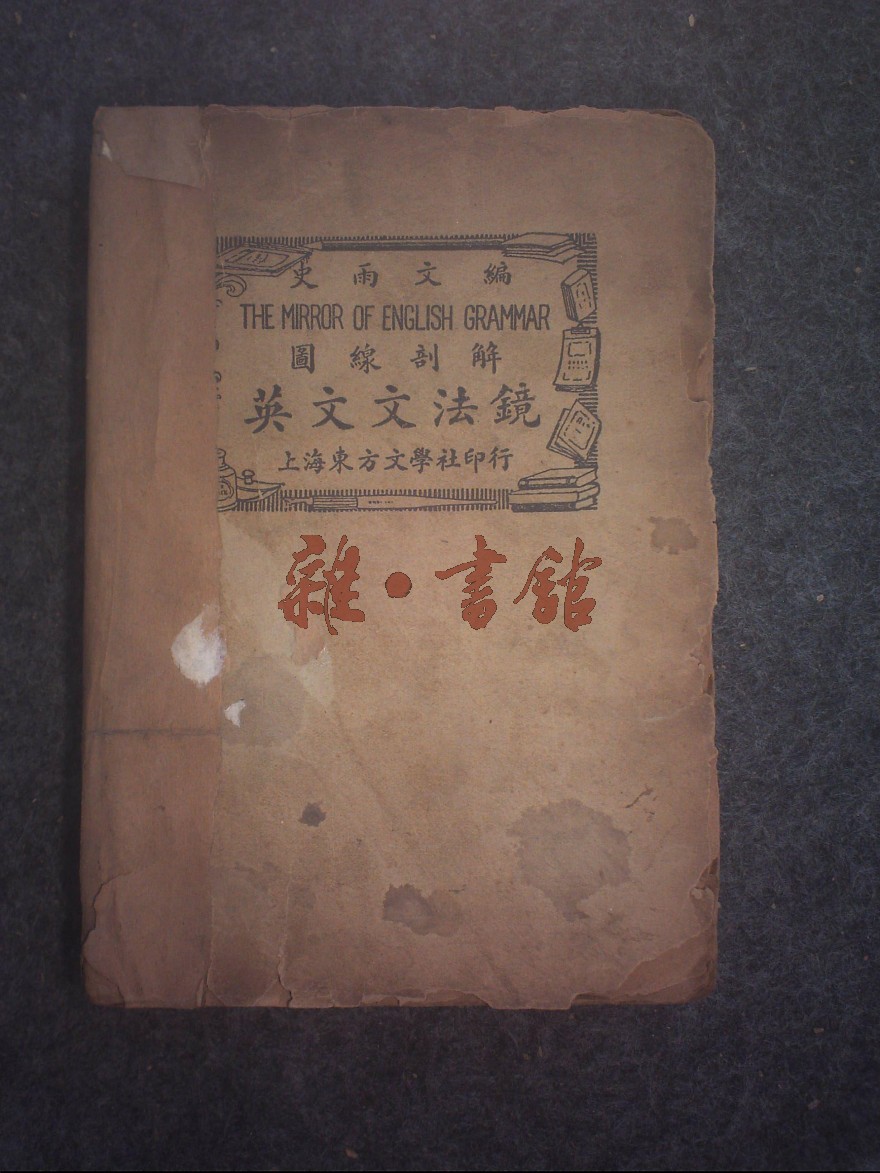 史雨文編
THE MIRROR OF ENGLISH GRAMMAR
圖線剖解
英文文法鏡
上海東方文學社印行
雜·書館